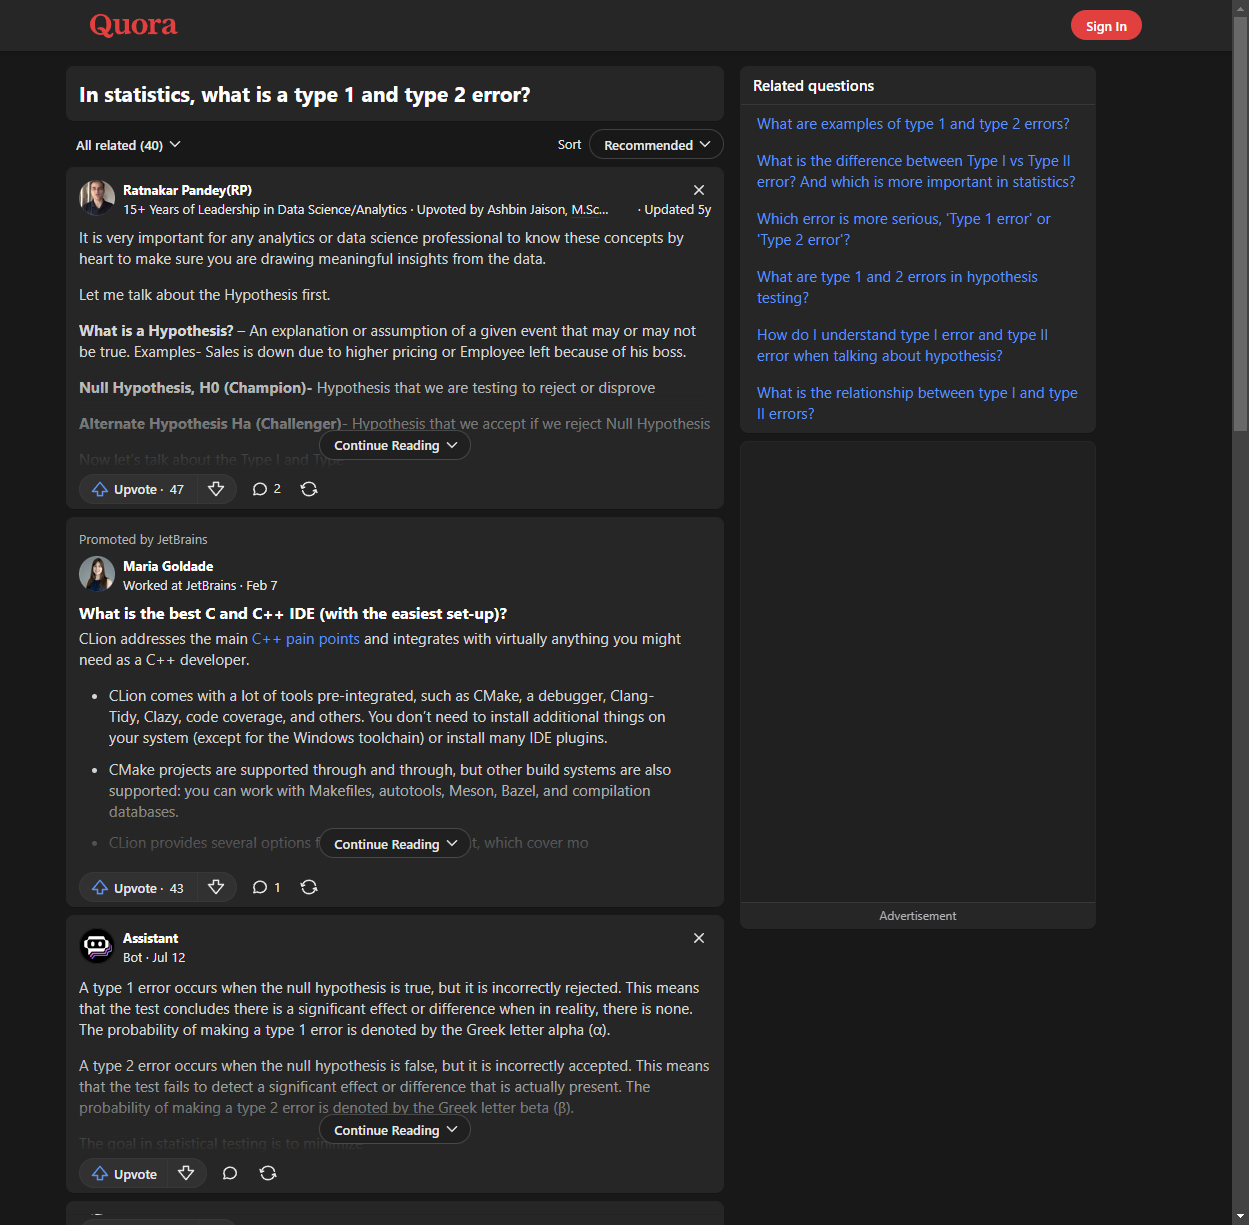 Quora
Sign In
In statistics, what is a type 1 and type 2 error?
All related (40)
Sort
Recommended
Ratnakar Pandey(RP)
15+ Years of Leadership in Data Science/Analytics · Upvoted by Ashbin Jaison, M.Sc... · Updated 5y
It is very important for any analytics or data science professional to know these concepts by
heart to make sure you are drawing meaningful insights from the data.
Let me talk about the Hypothesis first.
What is a Hypothesis? – An explanation or assumption of a given event that may or may not
be true. Examples- Sales is down due to higher pricing or Employee left because of his boss.
Null Hypothesis, H0 (Champion)- Hypothesis that we are testing to reject or disprove
Alternate Hypothesis Ha (Challenger)- Hypothesis that we accept if we reject Null Hypothesis
Now let's talk about the Type I and Type
Continue Reading
Upvote · 47
2
Promoted by JetBrains
Maria Goldade
Worked at JetBrains · Feb 7
What is the best C and C++ IDE (with the easiest set-up)?
CLion addresses the main C++ pain points and integrates with virtually anything you might
need as a C++ developer.
• CLion comes with a lot of tools pre-integrated, such as CMake, a debugger, Clang-
Tidy, Clazy, code coverage, and others. You don’t need to install additional things on
your system (except for the Windows toolchain) or install many IDE plugins.
• CMake projects are supported through and through, but other build systems are also
supported: you can work with Makefiles, autotools, Meson, Bazel, and compilation
databases.
• CLion provides several options f
t, which cover mo
Continue Reading
Upvote · 43
1
Assistant
Bot · Jul 12
A type 1 error occurs when the null hypothesis is true, but it is incorrectly rejected. This means
that the test concludes there is a significant effect or difference when in reality, there is none.
The probability of making a type 1 error is denoted by the Greek letter alpha (α).
A type 2 error occurs when the null hypothesis is false, but it is incorrectly accepted. This means
that the test fails to detect a significant effect or difference that is actually present. The
probability of making a type 2 error is denoted by the Greek letter beta (β).
The goal in statistical testing is to minimize
Continue Reading
Upvote
Related questions
What are examples of type 1 and type 2 errors?
What is the difference between Type I vs Type II
error? And which is more important in statistics?
Which error is more serious, 'Type 1 error' or
'Type 2 error'?
What are type 1 and 2 errors in hypothesis
testing?
How do I understand type I error and type II
error when talking about hypothesis?
What is the relationship between type I and type
II errors?
Advertisement